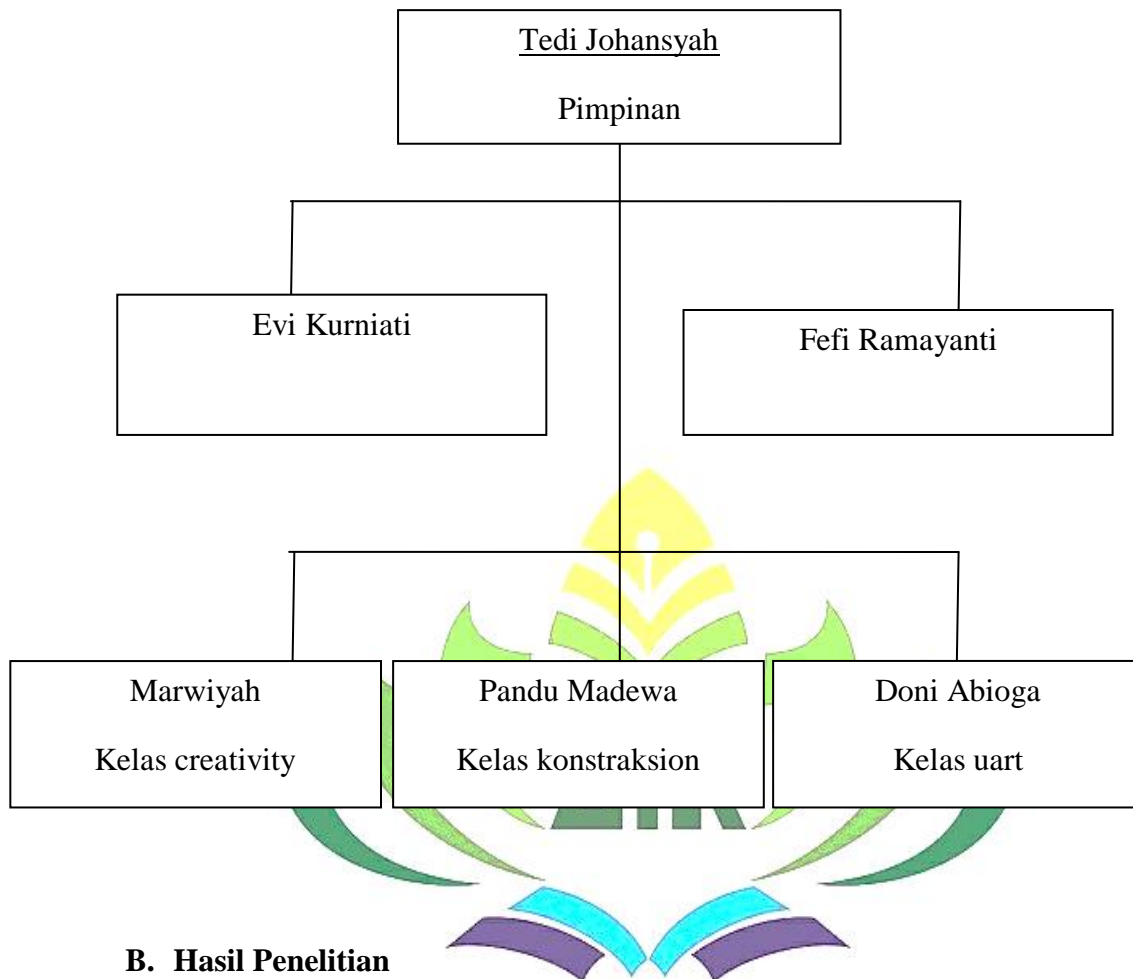 Tedi Johansyah
Pimpinan
Evi Kurniati
Fefi Ramayanti
Marwiyah
Kelas creativity
Pandu Madewa
Kelas konstraksion
Doni Abioga
Kelas uart
B. Hasil Penelitian